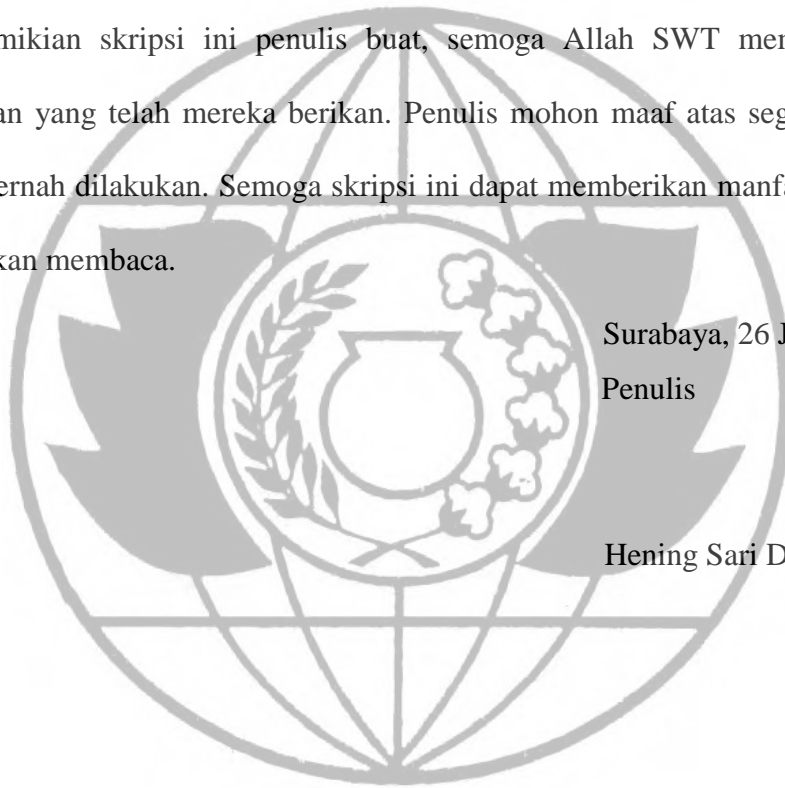 mikian skripsi ini penulis buat, semoga Allah SWT mer
an yang telah mereka berikan. Penulis mohon maaf atas seg
ernah dilakukan. Semoga skripsi ini dapat memberikan manfa
kan membaca.
Surabaya, 26 J
Penulis
Hening Sari D